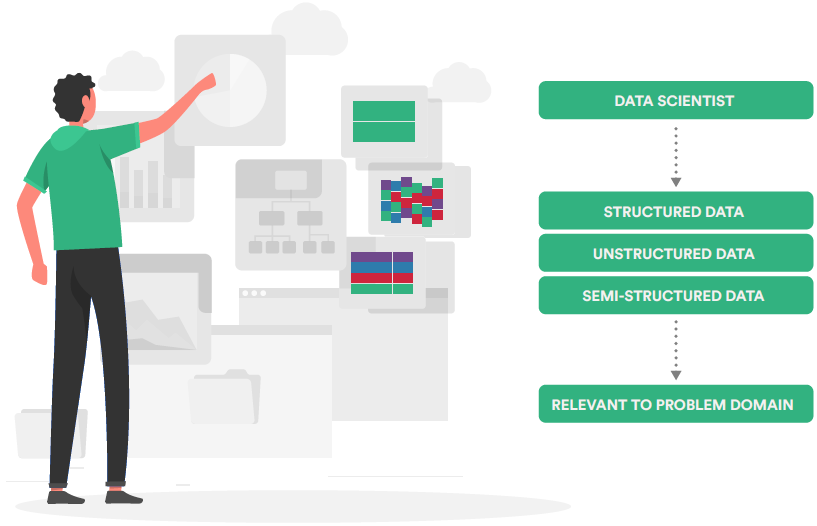 DATA SCIENTIST
STRUCTURED DATA
UNSTRUCTURED DATA
SEMI-STRUCTURED DATA
RELEVANT TO PROBLEM DOMAIN